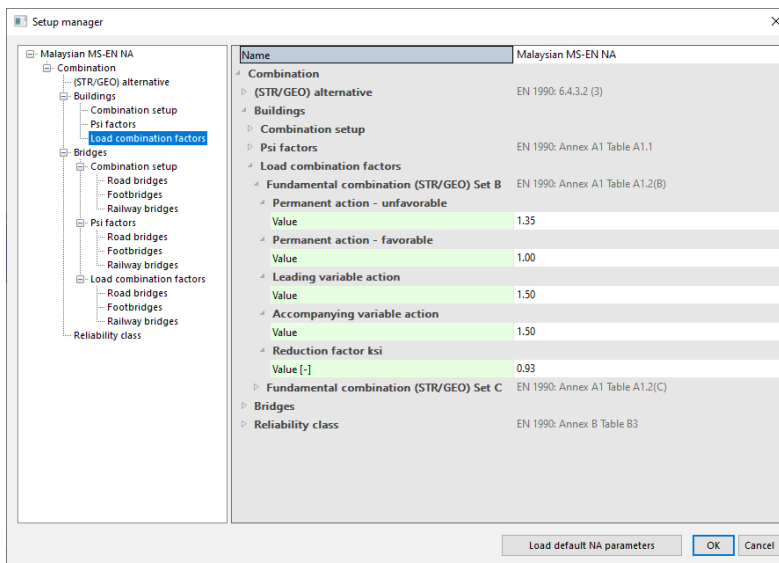 Setup manager
Malaysian MS-EN NA
Combination
(STR/GEO) alternative
Buildings
Combination setup
Psi factors
Load combination factors
Bridges
Combination setup
Road bridges
Footbridges
Railway bridges
Psi factors
Road bridges
Footbridges
Railway bridges
Load combination factors
Road bridges
Footbridges
Railway bridges
Reliability class
Name Malaysian MS-EN NA
Combination
(STR/GEO) alternative EN 1990: 6.4.3.2 (3)
Buildings
Combination setup
Psi factors EN 1990: Annex A1 Table A1.1
Load combination factors
Fundamental combination (STR/GEO) Set B EN 1990: Annex A1 Table A1.2(B)
Permanent action - unfavorable
Value 1.35
Permanent action - favorable
Value 1.00
Leading variable action
Value 1.50
Accompanying variable action
Value 1.50
Reduction factor ksi
Value [-] 0.93
Fundamental combination (STR/GEO) Set C EN 1990: Annex A1 Table A1.2(C)
Bridges
Reliability class EN 1990: Annex B Table B3
Load default NA parameters OK Cancel